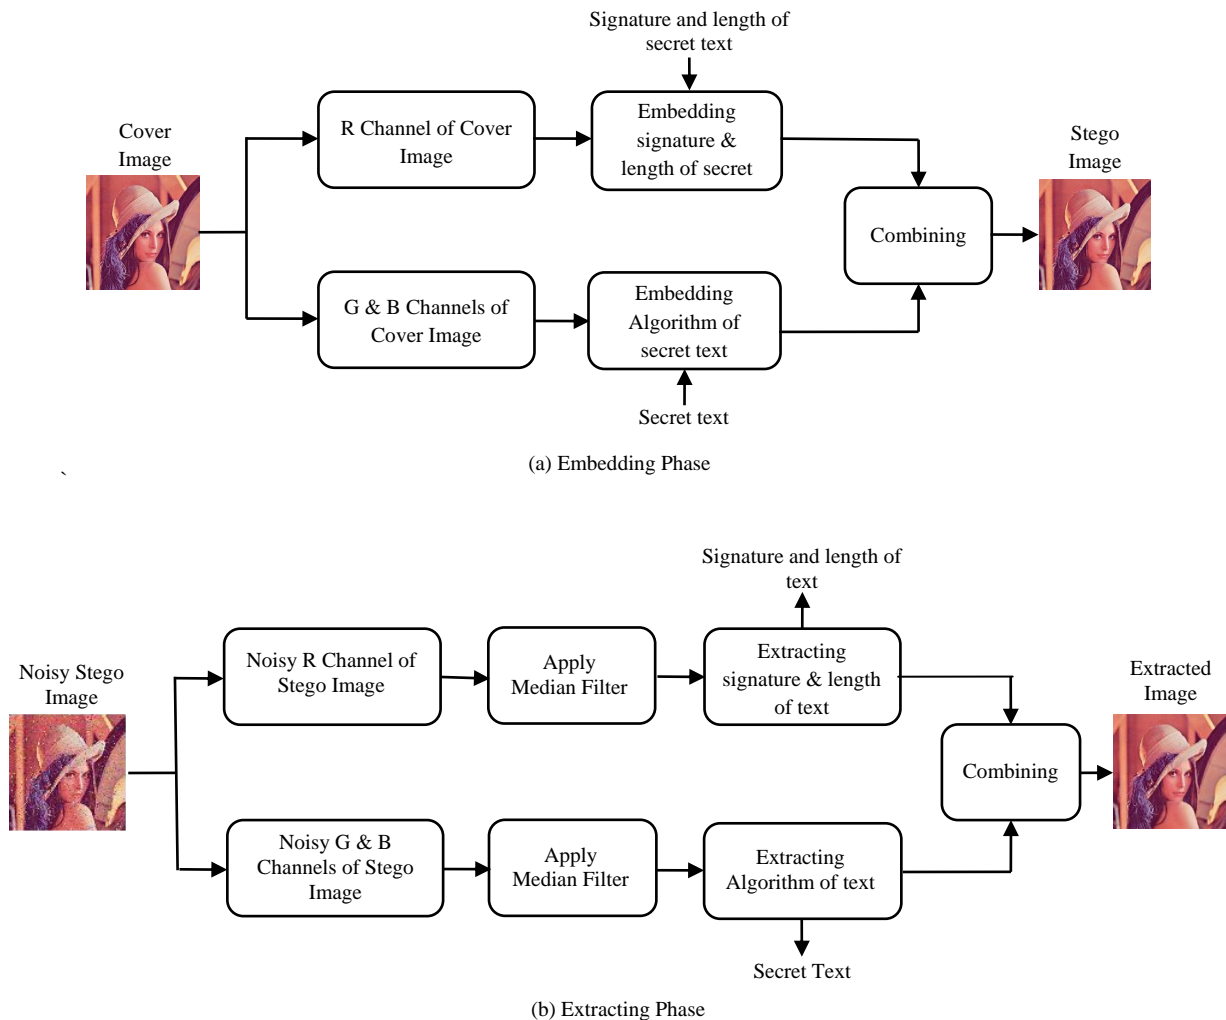 Signature and length of
secret text
Cover
Image
R Channel of Cover
Image
Embedding
signature &
length of secret
Stego
Image
Combining
G & B Channels of
Cover Image
Embedding
Algorithm of
secret text
Secret text
(a) Embedding Phase
`
Signature and length of
text
Noisy Stego
Image
Noisy R Channel of
Stego Image
Apply
Median Filter
Extracting
signature & length
of text
Extracted
Image
Combining
Noisy G & B
Channels of Stego
Image
Apply
Median Filter
Extracting
Algorithm of text
Secret Text
(b) Extracting Phase